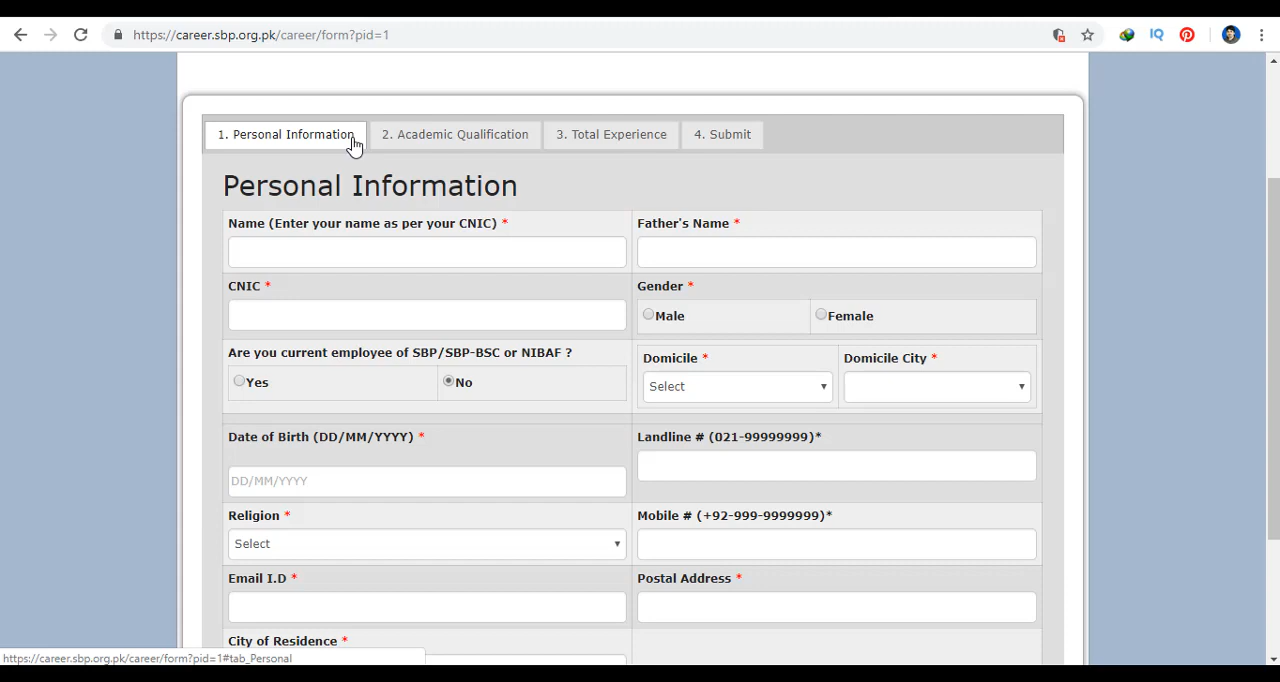 https://career.sbp.org.pk/career/form?pid=1
IQ
1. Personal Information 2. Academic Qualification 3. Total Experience 4. Submit
Personal Information
Name (Enter your name as per your CNIC) * Father's Name *
CNIC * Gender *
Male Female
Are you current employee of SBP/SBP-BSC or NIBAF ?
Domicile * Domicile City *
Yes No
Select
Date of Birth (DD/MM/YYYY) * Landline # (021-99999999)*
DD/MM/YYYY
Religion * Mobile # (+92-999-9999999)*
Select
Email I.D * Postal Address *
City of Residence *
https://career.sbp.org.pk/career/form?pid=1#tab_Personal